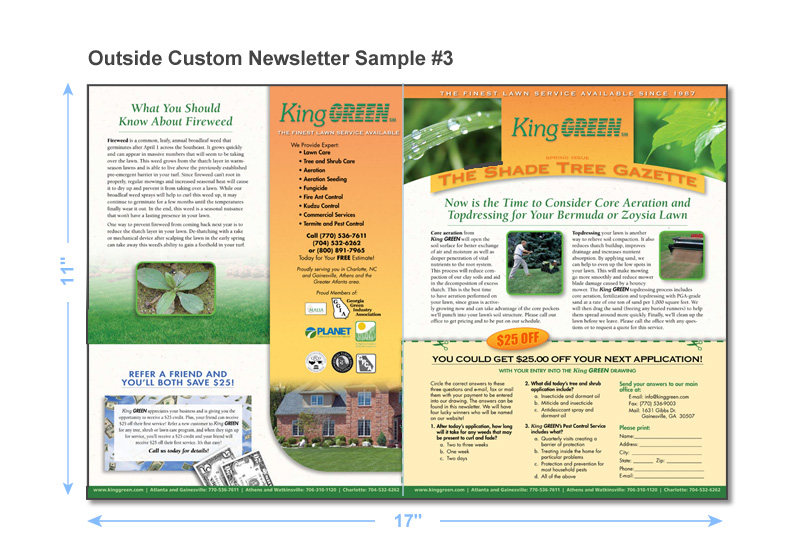 Outside Custom Newsletter Sample #3
11"
17"
What You Should
Know About Fireweed
Fireweed is a common, leafy, annual broadleaf weed that
germinates after April 1 across the Southeast. It grows quickly
and can appear in massive numbers that will seem to be taking
over the lawn. This weed grows from the thatch layer in warm-
season lawns and is able to live above the previously established
pre-emergent barrier in your turf. Since fireweed can't root in
properly, regular mowings and increased seasonal heat will cause
it to dry up and prevent it from taking over a lawn. While our
broadleaf weed sprays will help to curl this weed up, it may
continue to germinate for a few months until the temperatures
finally wear it out. In the end, this weed is a seasonal nuisance
that won't have a lasting presence in your lawn.
One way to prevent fireweed from coming back next year is to
reduce the thatch layer in your lawn. De-thatching with a rake
or mechanical device after scalping the lawn in the early spring
can take away this weed's ability to gain a foothold in your turf.
REFER A FRIEND AND
YOU'LL BOTH SAVE $25!
King GREEN appreciates your business and is giving you the
opportunity to receive a $25 credit. Plus, your friend can receive
$25 off their first service! Refer a new customer to King GREEN
for any tree, shrub or lawn care program, and when they sign up
for service, you'll receive a $25 credit and your friend will
receive $25 off their first service. It's that easy!
Call us today for details!
King GREEN SM
THE FINEST LAWN SERVICE AVAILABLE
We Provide Expert:
• Lawn Care
• Tree and Shrub Care
• Aeration
• Aeration Seeding
• Fungicide
• Fire Ant Control
• Kudzu Control
• Commercial Services
• Termite and Pest Control
Call (770) 536-7611
(704) 532-6262
or (800) 891-7965
Today for Your FREE Estimate!
Proudly serving you in Charlotte, NC
and Gainesville, Athens and the
Greater Atlanta area.
Proud Members of:
Georgia
Green
Industry
Association
PLANET
www.kinggreen.com | Atlanta and Gainesville: 770-536-7611 | Athens and Watkinsville: 706-310-1120 | Charlotte: 704-532-6262
THE FINEST LAWN SERVICE AVAILABLE SINCE 1987
King GREEN SM
SPRING ISSUE
THE SHADE TREE GAZETTE
Now is the Time to Consider Core Aeration and
Topdressing for Your Bermuda or Zoysia Lawn
Core aeration from
King GREEN will open the
soil surface for better exchange
of air and moisture as well as
deeper penetration of vital
nutrients to the root system.
This process will reduce com-
paction of our clay soils and aid
in the decomposition of excess
thatch. This is the best time
to have aeration performed on
your lawn, since grass is active-
ly growing now and can take advantage of the core pockets
we'll punch into your lawn's soil structure. Please call our
office to get pricing and to be put on our schedule.
Topdressing your lawn is another
way to relieve soil compaction. It also
reduces thatch buildup, improves
drainage and increases nutrient
absorption. By applying sand, we
can help to even up the low spots in
your lawn. This will make mowing
go more smoothly and reduce mower
blade damage caused by a bouncy
mower. The King GREEN topdressing process includes
core aeration, fertilization and topdressing with PGA-grade
sand at a rate of one ton of sand per 1,000 square feet. We
will then drag the sand (freeing any buried runners) to help
them spread around more quickly. Finally, we'll clean up the
lawn before we leave. Please call the office with any ques-
tions or to request a quote for this service.
$25 OFF
YOU COULD GET $25.00 OFF YOUR NEXT APPLICATION!
WITH YOUR ENTRY INTO THE King GREEN DRAWING
Circle the correct answers to these
three questions and e-mail, fax or mail
them with your payment to be entered
into our drawing. The answers can be
found in this newsletter. We will have
four lucky winners who will be named
on our website!
1. After today's application, how long
will it take for any weeds that may
be present to curl and fade?
a. Two to three weeks
b. One week
c. Two days
2. What did today's tree and shrub
application include?
a. Insecticide and dormant oil
b. Miticide and insecticide
c. Antidesiccant spray and
dormant oil
3. King GREEN's Pest Control Service
includes what?
a. Quarterly visits creating a
barrier of protection
b. Treating inside the home for
particular problems
c. Protection and prevention for
most household pests
d. All of the above
Send your answers to our main
office at:
E-mail: info@kinggreen.com
Fax: (770) 536-9003
Mail: 1631 Gibbs Dr.
Gainesville, GA 30507
Please print:
Name:
Address:
City:
State: Zip:
Phone:
E-mail:
www.kinggreen.com | Atlanta and Gainesville: 770-536-7611 | Athens and Watkinsville: 706-310-1120 | Charlotte: 704-532-6262